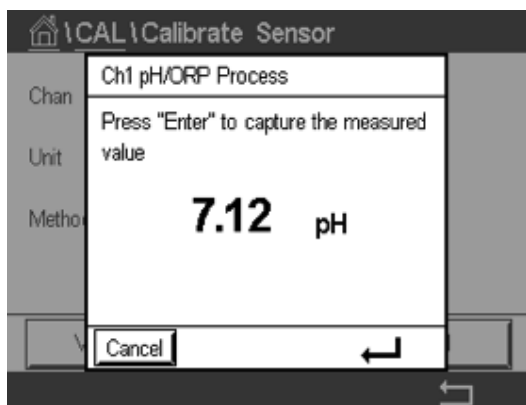 \CAL\Calibrate Sensor
Ch1 pH/ORP Process
Chan
Press "Enter" to capture the measured
value
Unit
7.12 pH
Cancel